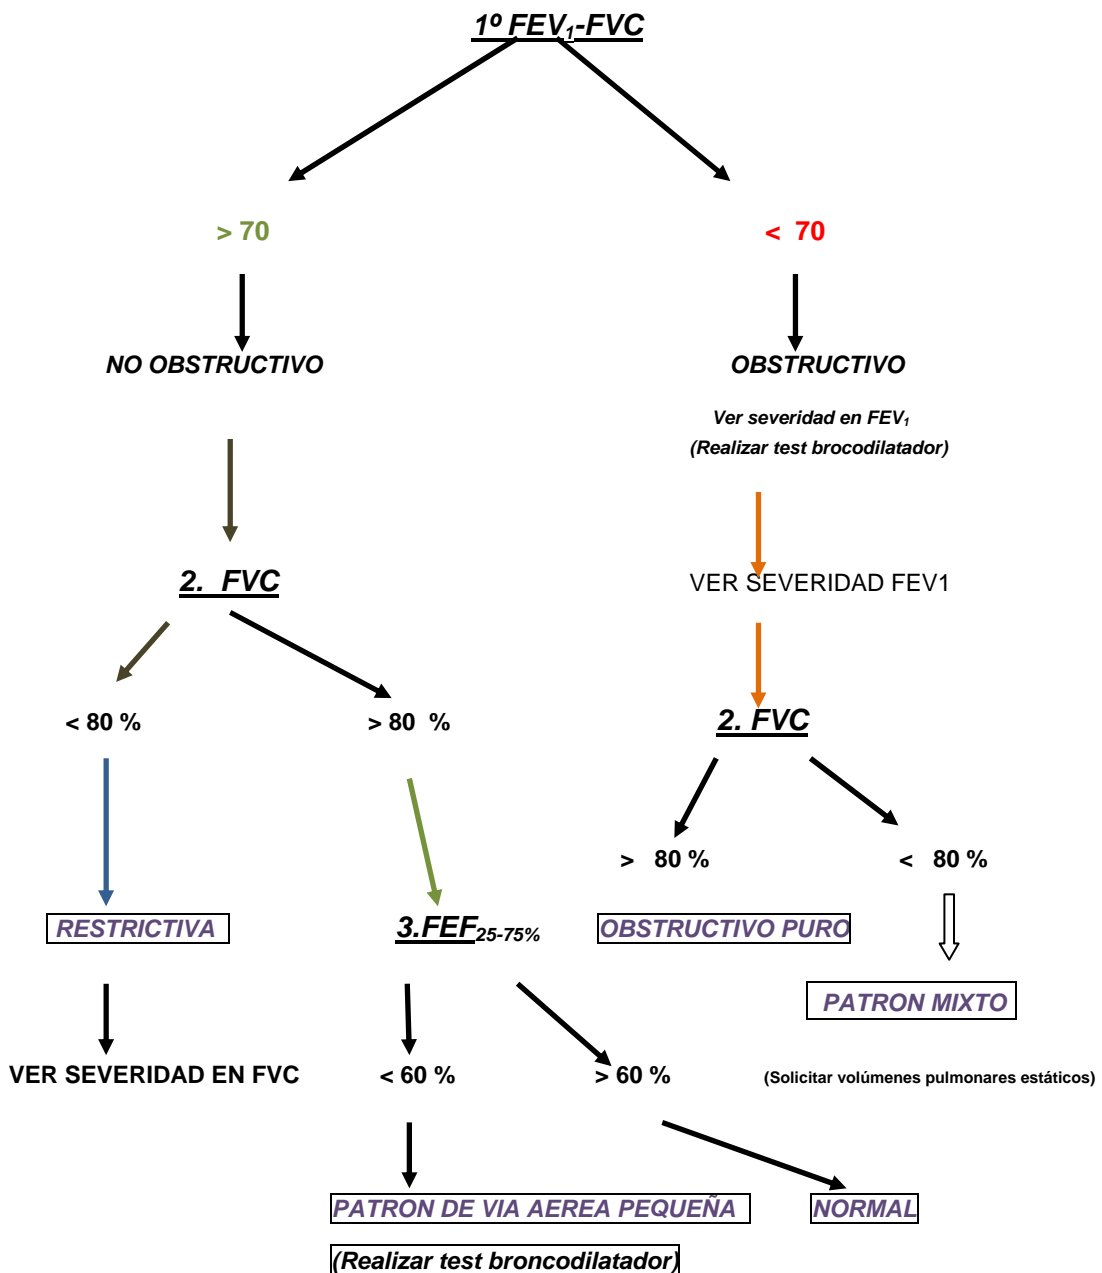 1º FEV1-FVC
> 70
< 70
NO OBSTRUCTIVO
OBSTRUCTIVO
Ver severidad en FEV1
(Realizar test brocodilatador)
2. FVC
VER SEVERIDAD FEV1
< 80 %
> 80 %
2. FVC
> 80 %
< 80 %
RESTRICTIVA
3.FEF25-75%
OBSTRUCTIVO PURO
PATRON MIXTO
VER SEVERIDAD EN FVC
< 60 %
> 60 %
(Solicitar volúmenes pulmonares estáticos)
PATRON DE VIA AEREA PEQUEÑA
NORMAL
(Realizar test broncodilatador)